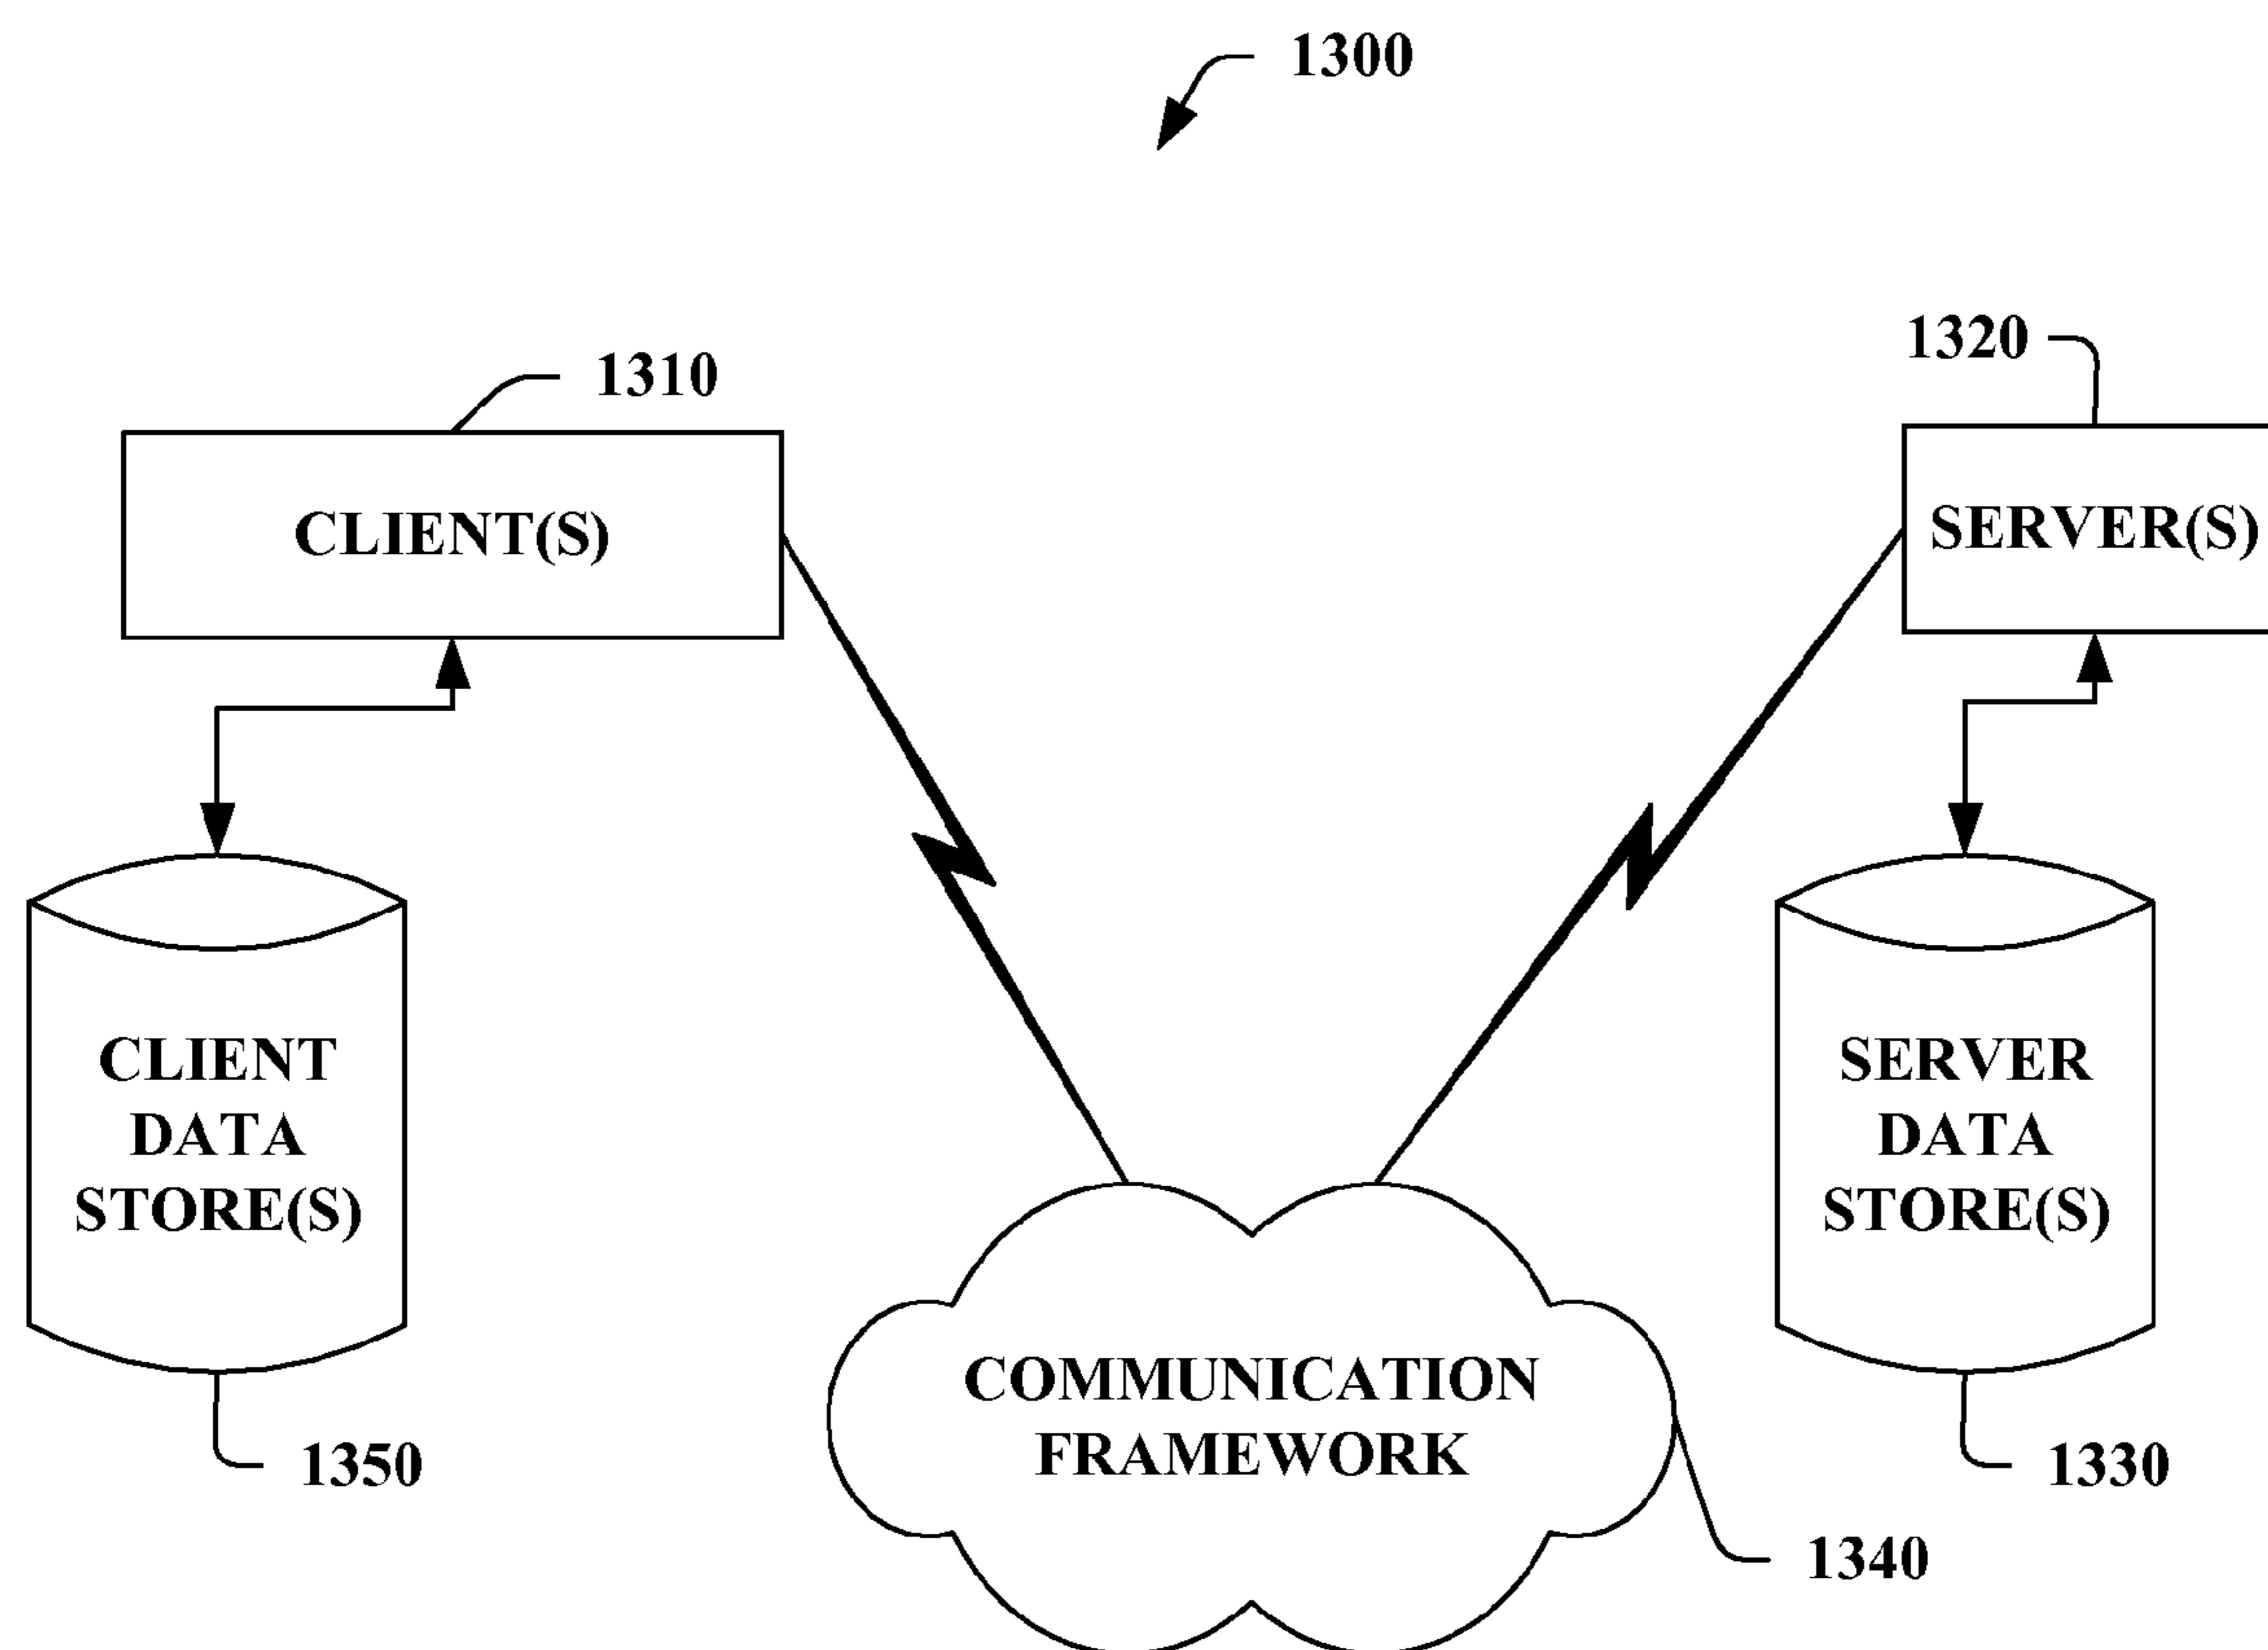 1300
1310
1320
CLIENT(S)
SERVER(S)
CLIENT
DATA
STORE(S)
SERVER
DATA
STORE(S)
COMMUNICATION
FRAMEWORK
1350
1330
1340